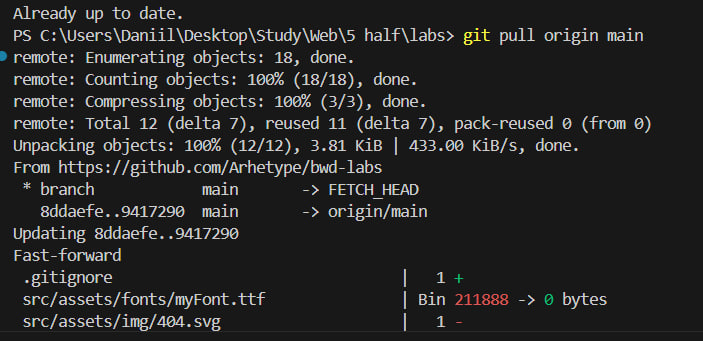 Already up to date.
PS C:\Users\Daniil\Desktop\Study\Web\5 half\labs> git pull origin main
remote: Enumerating objects: 18, done.
remote: Counting objects: 100% (18/18), done.
remote: Compressing objects: 100% (3/3), done.
remote: Total 12 (delta 7), reused 11 (delta 7), pack-reused 0 (from 0)
Unpacking objects: 100% (12/12), 3.81 KiB | 433.00 KiB/s, done.
From https://github.com/Arhetype/bwd-labs
 * branch            main       -> FETCH_HEAD
   8ddaefe..9417290  main       -> origin/main
Updating 8ddaefe..9417290
Fast-forward
 .gitignore                            |   1 +
 src/assets/fonts/myFont.ttf           | Bin 211888 -> 0 bytes
 src/assets/img/404.svg                |   1 -